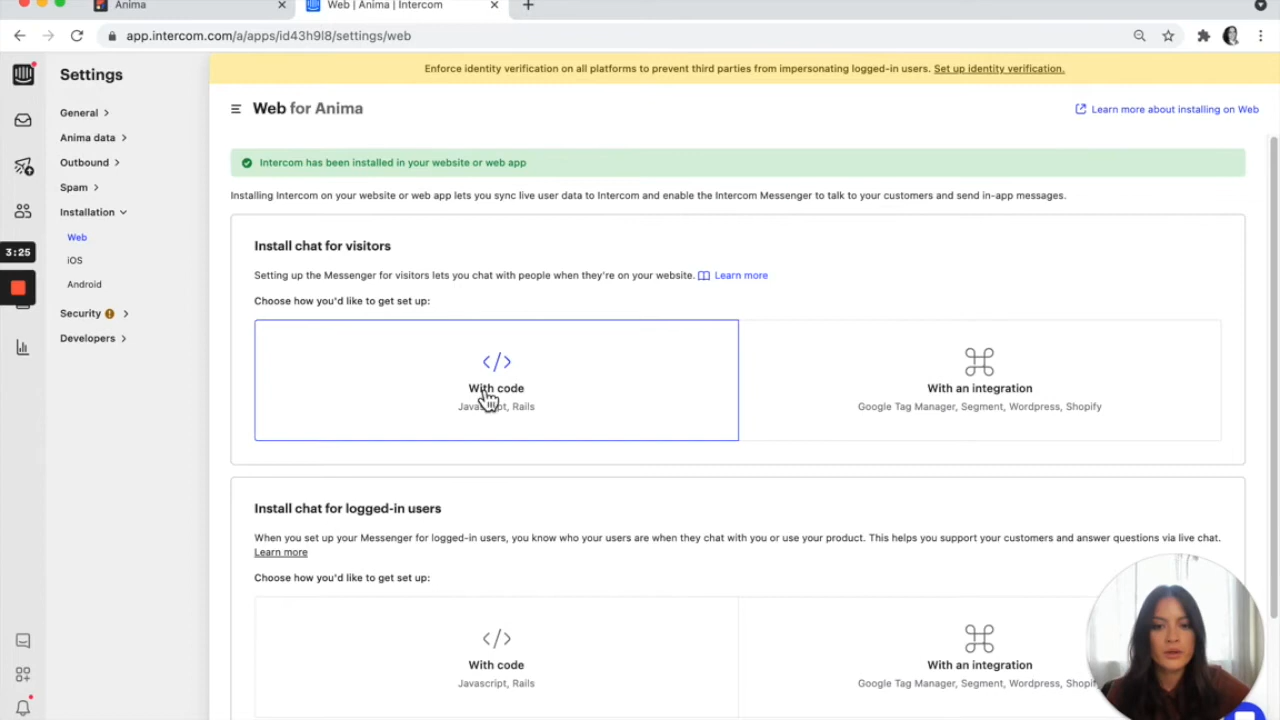 Anima
Web | Anima | Intercom
app.intercom.com/a/apps/id43h9l8/settings/web
Enforce identity verification on all platforms to prevent third parties from impersonating logged-in users. Set up identity verification.
Settings
General
Anima data
Outbound
Spam
Installation
Web
iOS
Android
Security
Developers
3:25
Web for Anima
Learn more about installing on Web
Intercom has been installed in your website or web app
Installing Intercom on your website or web app lets you sync live user data to Intercom and enable the Intercom Messenger to talk to your customers and send in-app messages.
Install chat for visitors
Setting up the Messenger for visitors lets you chat with people when they're on your website. Learn more
Choose how you'd like to get set up:
With code
Javascript, Rails
With an integration
Google Tag Manager, Segment, Wordpress, Shopify
Install chat for logged-in users
When you set up your Messenger for logged-in users, you know who your users are when they chat with you or use your product. This helps you support your customers and answer questions via live chat.
Learn more
Choose how you'd like to get set up:
With code
Javascript, Rails
With an integration
Google Tag Manager, Segment, Wordpress, Shopif